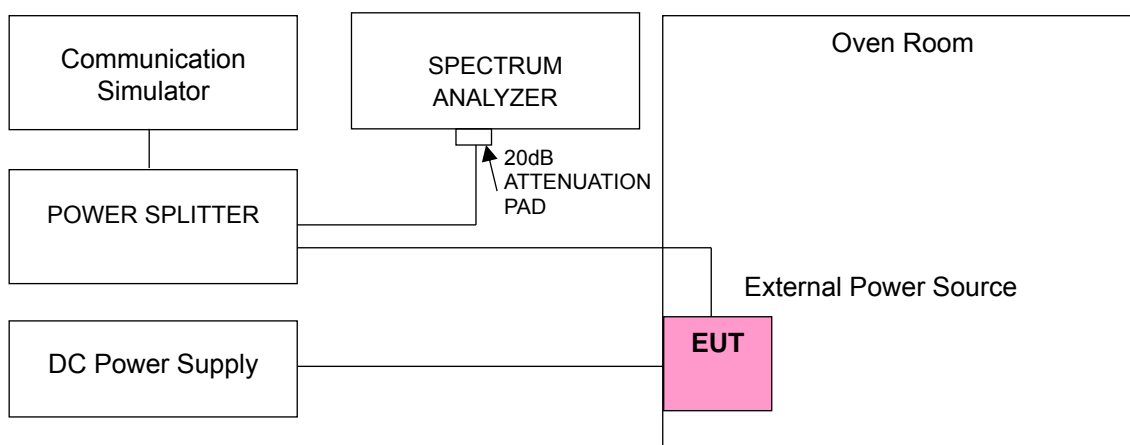 Communication
Simulator
SPECTRUM
ANALYZER
Oven Room
20dB
ATTENUATION
PAD
POWER SPLITTER
External Power Source
EUT
DC Power Supply